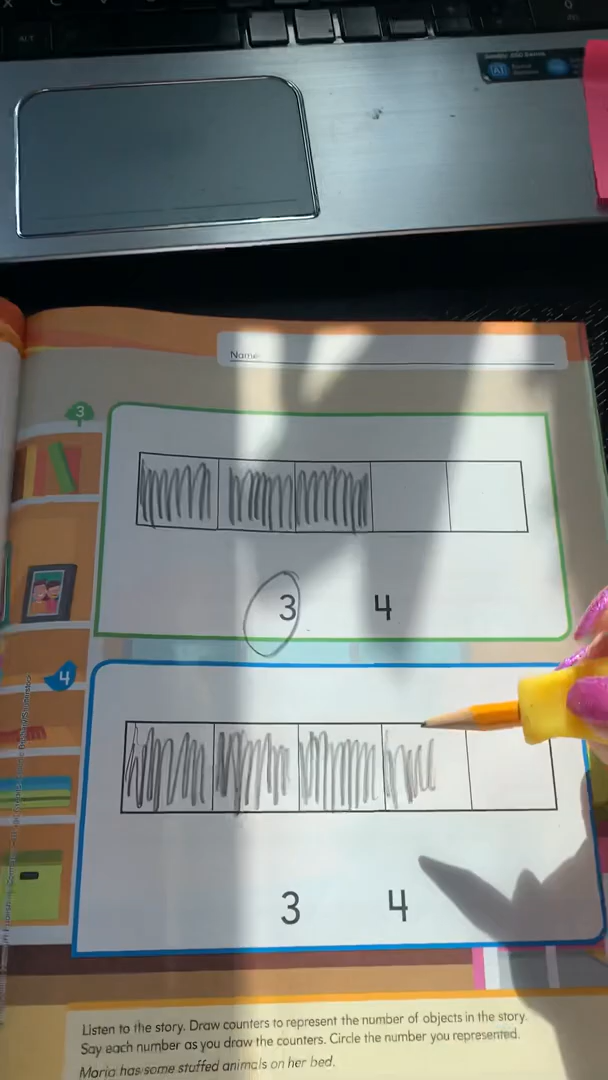 Name
3
3 4
4
3 4
Listen to the story. Draw counters to represent the number of objects in the story.
Say each number as you draw the counters. Circle the number you represented.
Maria has some stuffed animals on her bed.